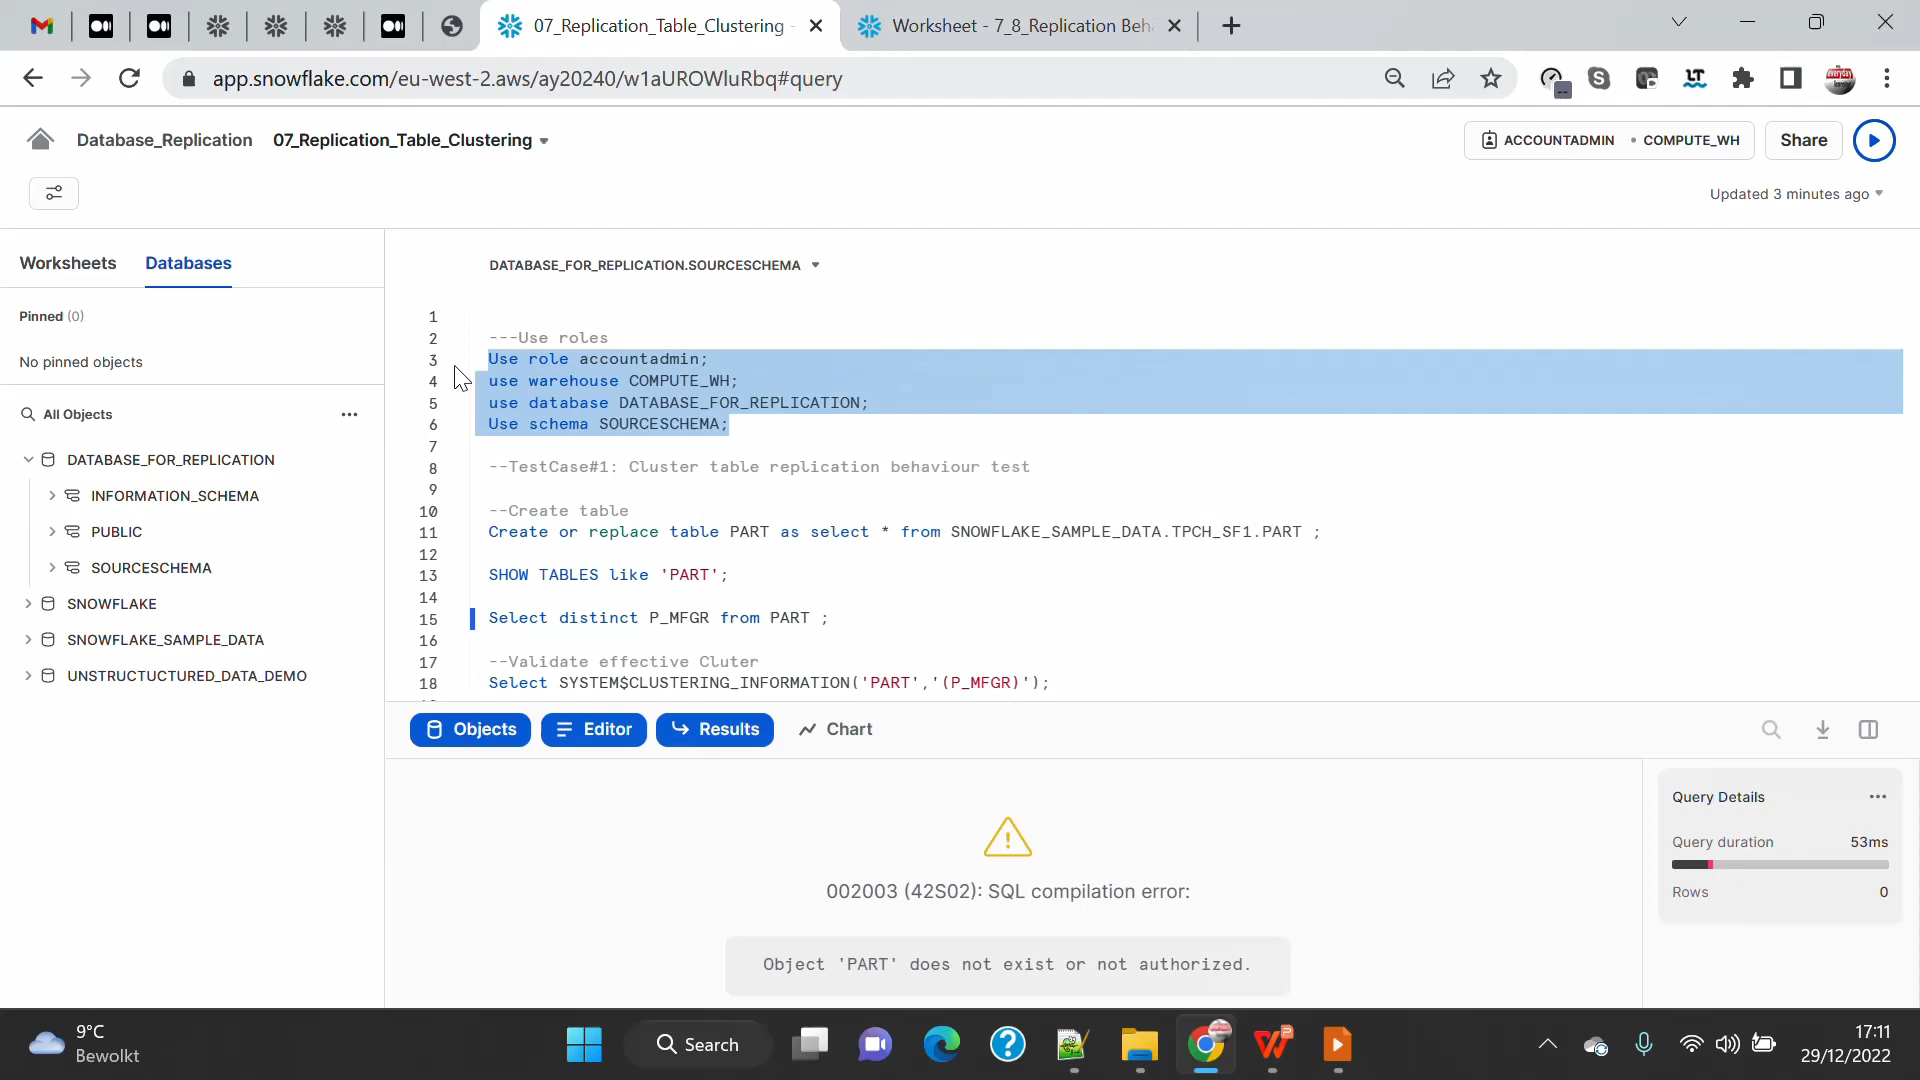 07_Replication_Table_Clustering -
Worksheet - 7_8_Replication Beh
app.snowflake.com/eu-west-2.aws/ay20240/w1aUROWluRbq#query
Database_Replication
07_Replication_Table_Clustering
ACCOUNTADMIN • COMPUTE_WH
Share
Updated 3 minutes ago
Worksheets
Databases
Pinned (0)
No pinned objects
All Objects
DATABASE_FOR_REPLICATION
INFORMATION_SCHEMA
PUBLIC
SOURCESCHEMA
SNOWFLAKE
SNOWFLAKE_SAMPLE_DATA
UNSTRUCTUCTURED_DATA_DEMO
DATABASE_FOR_REPLICATION.SOURCESCHEMA
1
2 ---Use roles
3 Use role accountadmin;
4 use warehouse COMPUTE_WH;
5 use database DATABASE_FOR_REPLICATION;
6 Use schema SOURCESCHEMA;
7
8 --TestCase#1: Cluster table replication behaviour test
9
10 --Create table
11 Create or replace table PART as select * from SNOWFLAKE_SAMPLE_DATA.TPCH_SF1.PART ;
12
13 SHOW TABLES like 'PART';
14
15 Select distinct P_MFGR from PART ;
16
17 --Validate effective Cluter
18 Select SYSTEM$CLUSTERING_INFORMATION('PART','(P_MFGR)');
Objects
Editor
Results
Chart
002003 (42S02): SQL compilation error:
Object 'PART' does not exist or not authorized.
Query Details
Query duration 53ms
Rows 0
9°C
Bewolkt
Search
17:11
29/12/2022